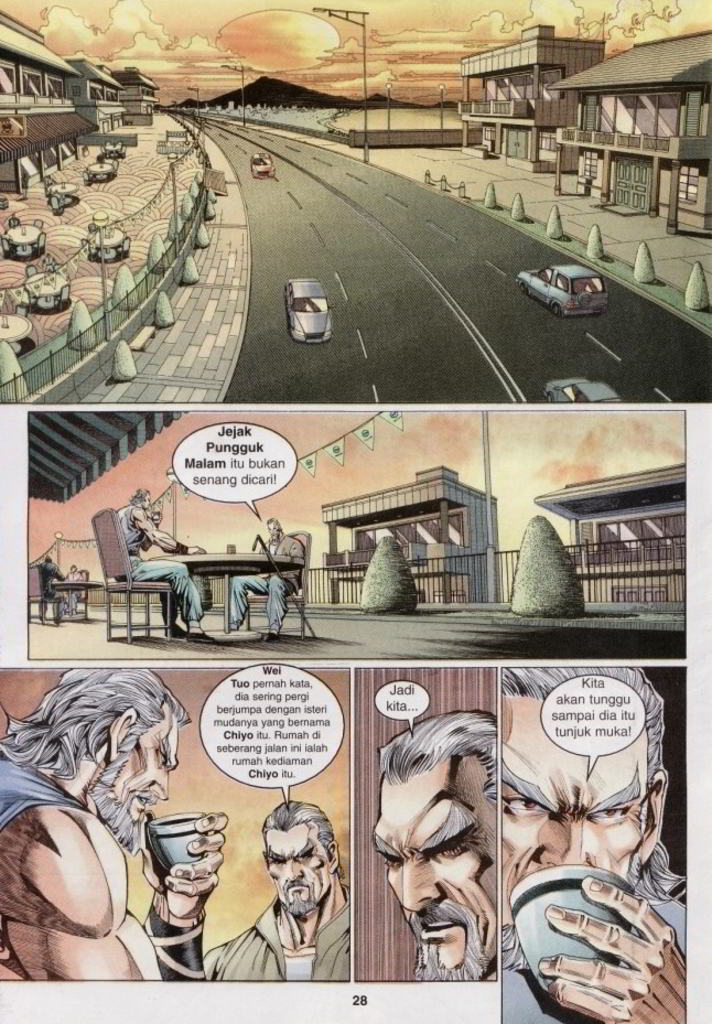 Jejak
Pungguk
Malam itu bukan
senang dicari!
Wei
Tuo pernah kata,
dia sering pergi
berjumpa dengan isteri
mudanya yang bernama
Chiyo itu. Rumah di
seberang jalan ini ialah
rumah kediaman
Chiyo itu.
Jadi
kita...
Kita
akan tunggu
sampai dia itu
tunjuk muka!
28